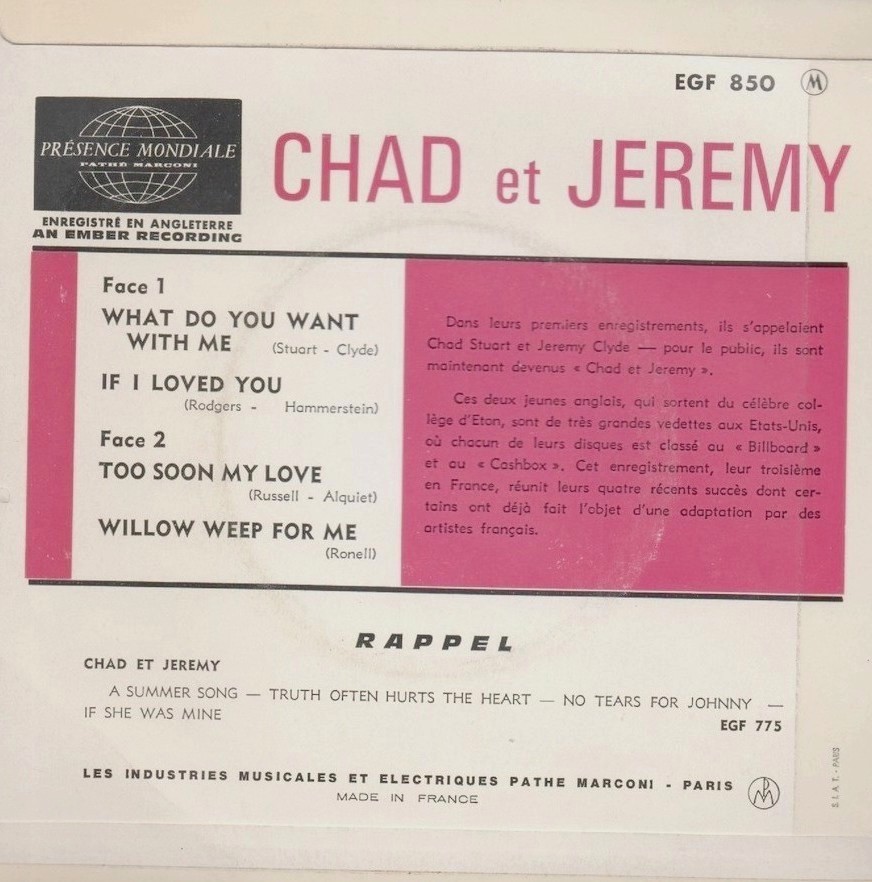 EGF 850 M
PRÉSENCE MONDIALE
PATHÉ MARCONI
ENREGISTRÉ EN ANGLETERRE
AN EMBER RECORDING
CHAD et JEREMY
Face 1
WHAT DO YOU WANT
WITH ME (Stuart - Clyde)
IF I LOVED YOU
(Rodgers - Hammerstein)
Face 2
TOO SOON MY LOVE
(Russell - Alquiet)
WILLOW WEEP FOR ME
(Ronell)
Dans leurs premiers enregistrements, ils s'appelaient
Chad Stuart et Jeremy Clyde — pour le public, ils sont
maintenant devenus « Chad et Jeremy ».
Ces deux jeunes anglais, qui sortent du célèbre col-
lège d'Eton, sont de très grandes vedettes aux Etats-Unis,
où chacun de leurs disques est classé au « Billboard »
et au « Cashbox ». Cet enregistrement, leur troisième
en France, réunit leurs quatre récents succès dont cer-
tains ont déjà fait l'objet d'une adaptation par des
artistes français.
RAPPEL
CHAD ET JEREMY
A SUMMER SONG — TRUTH OFTEN HURTS THE HEART — NO TEARS FOR JOHNNY —
IF SHE WAS MINE
EGF 775
LES INDUSTRIES MUSICALES ET ELECTRIQUES PATHE MARCONI - PARIS
MADE IN FRANCE
S.I.A.T. - PARIS